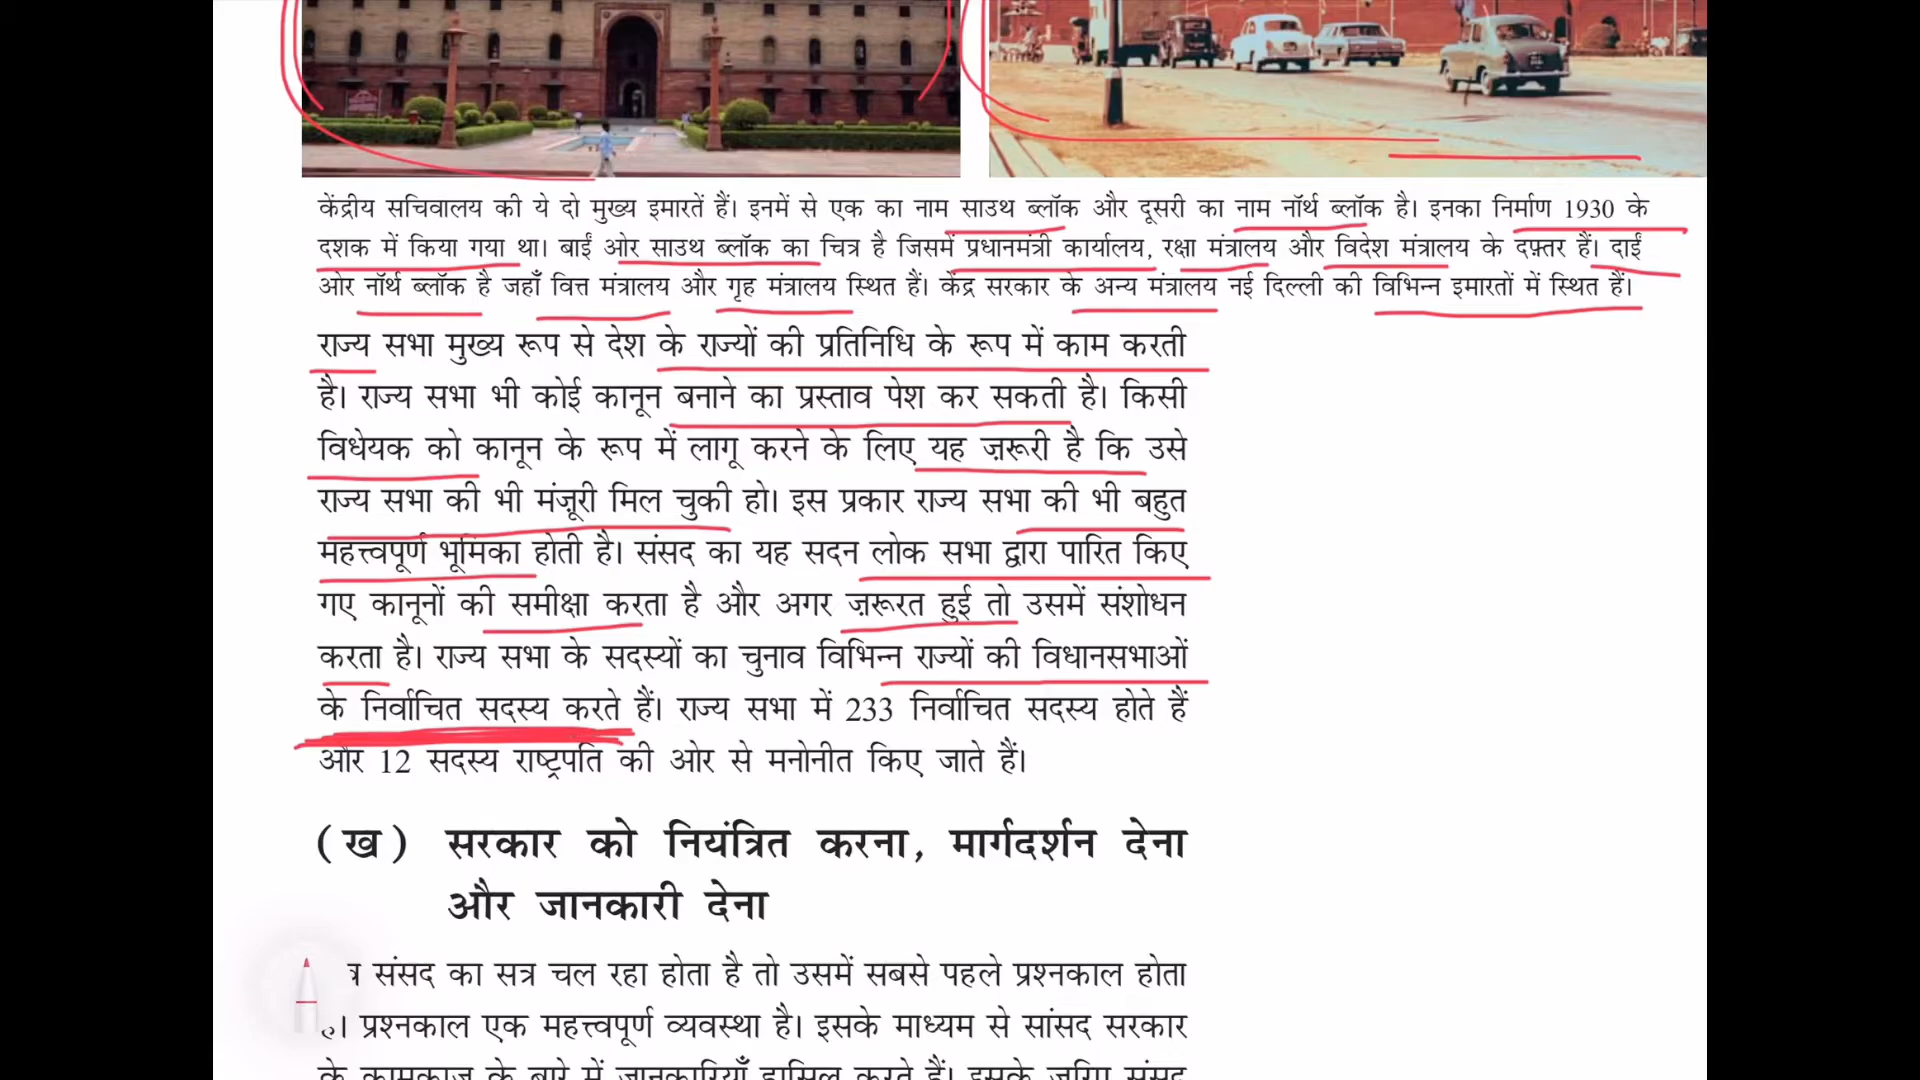 केंद्रीय सचिवालय की ये दो मुख्य इमारतें हैं। इनमें से एक का नाम साउथ ब्लॉक और दूसरी का नाम नॉर्थ ब्लॉक है। इनका निर्माण 1930 के
दशक में किया गया था। बाईं ओर साउथ ब्लॉक का चित्र है जिसमें प्रधानमंत्री कार्यालय, रक्षा मंत्रालय और विदेश मंत्रालय के दफ़्तर हैं। दाईं
ओर नॉर्थ ब्लॉक है जहाँ वित्त मंत्रालय और गृह मंत्रालय स्थित हैं। केंद्र सरकार के अन्य मंत्रालय नई दिल्ली की विभिन्न इमारतों में स्थित हैं।
राज्य सभा मुख्य रूप से देश के राज्यों की प्रतिनिधि के रूप में काम करती
है। राज्य सभा भी कोई कानून बनाने का प्रस्ताव पेश कर सकती है। किसी
विधेयक को कानून के रूप में लागू करने के लिए यह ज़रूरी है कि उसे
राज्य सभा की भी मंज़ूरी मिल चुकी हो। इस प्रकार राज्य सभा की भी बहुत
महत्त्वपूर्ण भूमिका होती है। संसद का यह सदन लोक सभा द्वारा पारित किए
गए कानूनों की समीक्षा करता है और अगर ज़रूरत हुई तो उसमें संशोधन
करता है। राज्य सभा के सदस्यों का चुनाव विभिन्न राज्यों की विधानसभाओं
के निर्वाचित सदस्य करते हैं। राज्य सभा में 233 निर्वाचित सदस्य होते हैं
और 12 सदस्य राष्ट्रपति की ओर से मनोनीत किए जाते हैं।
(ख) सरकार को नियंत्रित करना, मार्गदर्शन देना
और जानकारी देना
संसद का सत्र चल रहा होता है तो उसमें सबसे पहले प्रश्नकाल होता
है। प्रश्नकाल एक महत्त्वपूर्ण व्यवस्था है। इसके माध्यम से सांसद सरकार
के कामकाज के बारे में जानकारियाँ हासिल करते हैं। इसके ज़रिए संसद